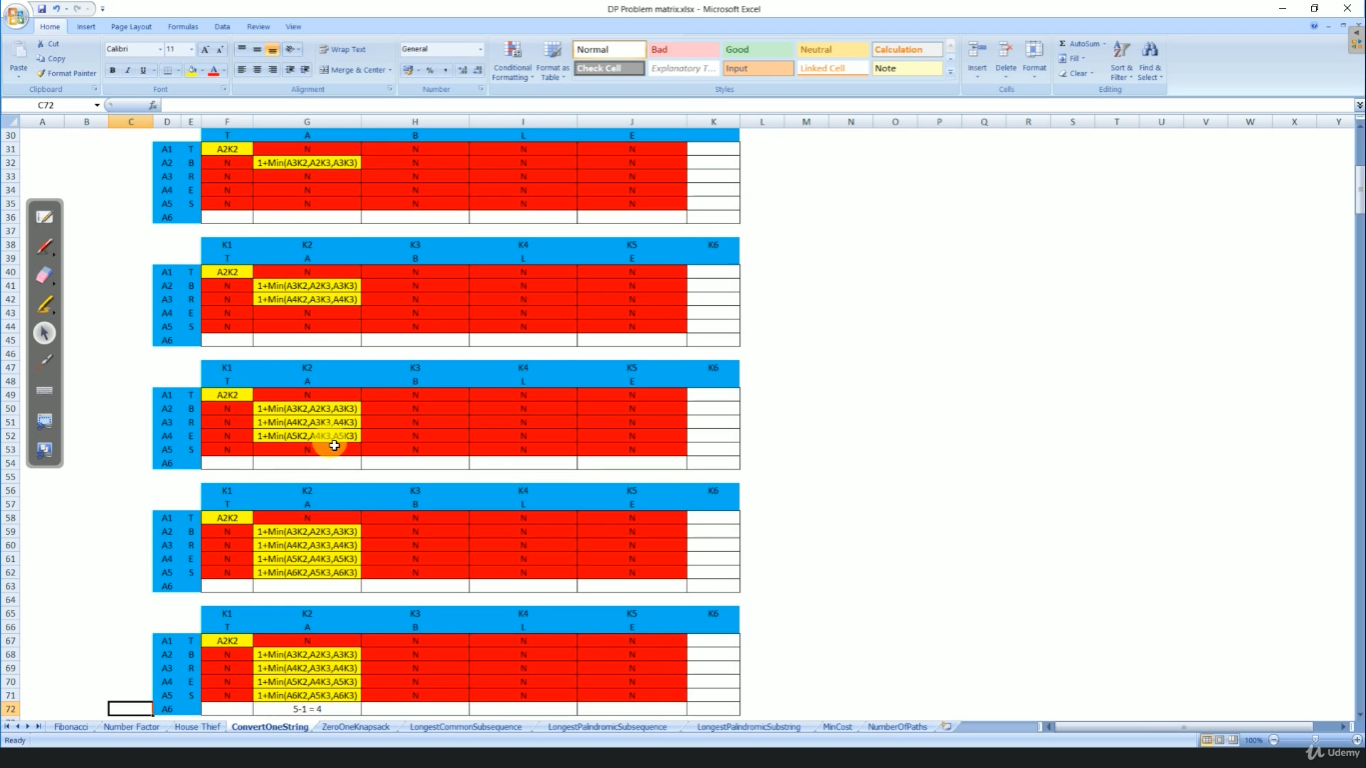 DP Problem matrix.xlsx - Microsoft Excel
Home Insert Page Layout Formulas Data Review View
Cut
Copy
Format Painter
Paste
Calibri 11
B I U
Wrap Text
Merge & Center
General
Conditional Formatting
Format as Table
Normal Bad Good Neutral Calculation
Check Cell Explanatory T... Input Linked Cell Note
Insert Delete Format
AutoSum
Fill
Clear
Sort & Filter
Find & Select
Clipboard Font Alignment Number Styles Cells Editing
C72 fx
A B C D E F G H I J K L M N O P Q R S T U V W X Y
30 T A B L E
31 A1 T A2K2 N N N N
32 A2 B N 1+Min(A3K2,A2K3,A3K3) N N N
33 A3 R N N N N N
34 A4 E N N N N N
35 A5 S N N N N N
36 A6
37
38 K1 K2 K3 K4 K5 K6
39 T A B L E
40 A1 T A2K2 N N N N
41 A2 B N 1+Min(A3K2,A2K3,A3K3) N N N
42 A3 R N 1+Min(A4K2,A3K3,A4K3) N N N
43 A4 E N N N N N
44 A5 S N N N N N
45 A6
46
47 K1 K2 K3 K4 K5 K6
48 T A B L E
49 A1 T A2K2 N N N N
50 A2 B N 1+Min(A3K2,A2K3,A3K3) N N N
51 A3 R N 1+Min(A4K2,A3K3,A4K3) N N N
52 A4 E N 1+Min(A5K2,A4K3,A5K3) N N N
53 A5 S N N N N N
54 A6
55
56 K1 K2 K3 K4 K5 K6
57 T A B L E
58 A1 T A2K2 N N N N
59 A2 B N 1+Min(A3K2,A2K3,A3K3) N N N
60 A3 R N 1+Min(A4K2,A3K3,A4K3) N N N
61 A4 E N 1+Min(A5K2,A4K3,A5K3) N N N
62 A5 S N 1+Min(A6K2,A5K3,A6K3) N N N
63 A6
64
65 K1 K2 K3 K4 K5 K6
66 T A B L E
67 A1 T A2K2 N N N N
68 A2 B N 1+Min(A3K2,A2K3,A3K3) N N N
69 A3 R N 1+Min(A4K2,A3K3,A4K3) N N N
70 A4 E N 1+Min(A5K2,A4K3,A5K3) N N N
71 A5 S N 1+Min(A6K2,A5K3,A6K3) N N N
72 A6 5-1 = 4
Fibonacci Number Factor House Thief ConvertOneString ZeroOneKnapsack LongestCommonSubsequence LongestPalindromicSubsequence LongestPalindromicSubstring MinCost NumberOfPaths
Ready 100%
Udemy